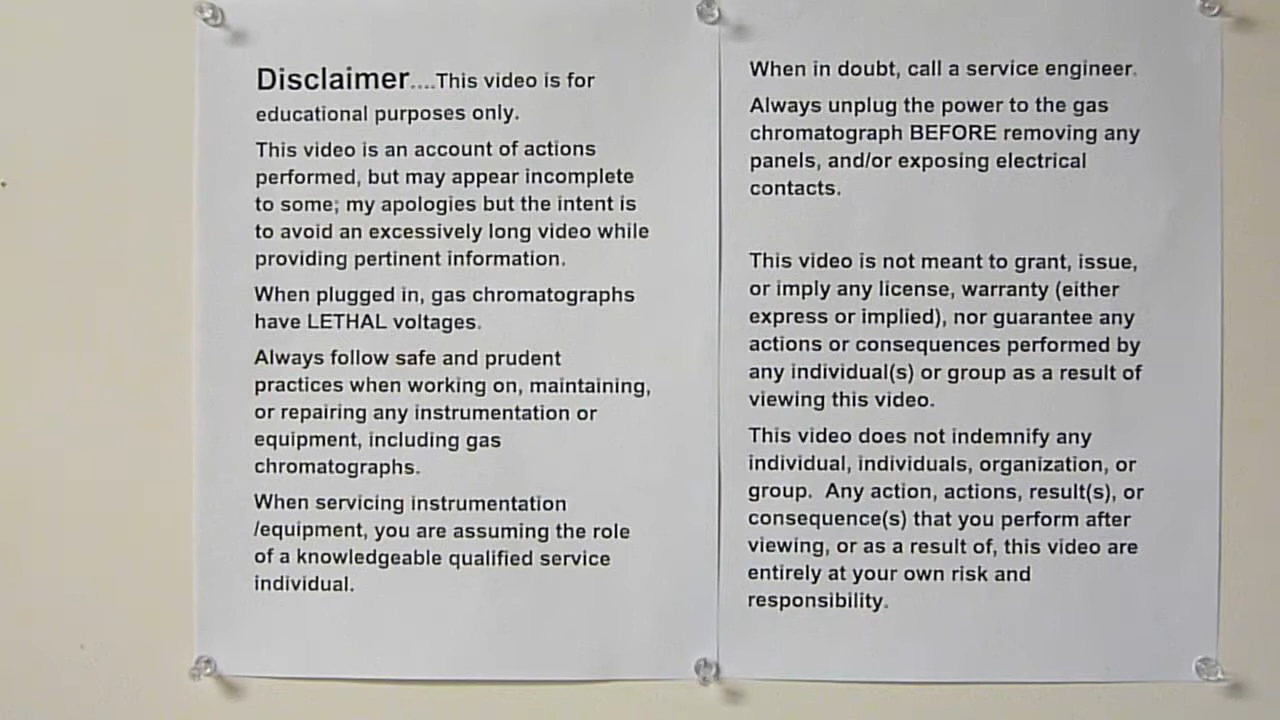 Disclaimer....This video is for
educational purposes only.
This video is an account of actions
performed, but may appear incomplete
to some; my apologies but the intent is
to avoid an excessively long video while
providing pertinent information.
When plugged in, gas chromatographs
have LETHAL voltages.
Always follow safe and prudent
practices when working on, maintaining,
or repairing any instrumentation or
equipment, including gas
chromatographs.
When servicing instrumentation
/equipment, you are assuming the role
of a knowledgeable qualified service
individual.
When in doubt, call a service engineer.
Always unplug the power to the gas
chromatograph BEFORE removing any
panels, and/or exposing electrical
contacts.
This video is not meant to grant, issue,
or imply any license, warranty (either
express or implied), nor guarantee any
actions or consequences performed by
any individual(s) or group as a result of
viewing this video.
This video does not indemnify any
individual, individuals, organization, or
group.  Any action, actions, result(s), or
consequence(s) that you perform after
viewing, or as a result of, this video are
entirely at your own risk and
responsibility.